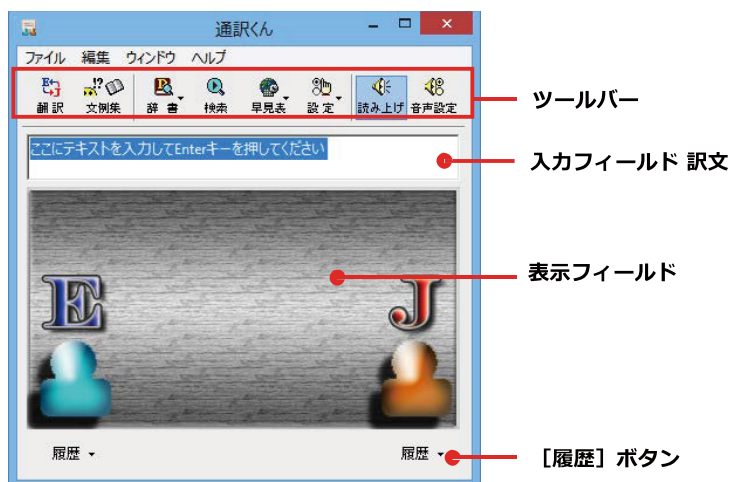 通訳くん
ファイル 編集 ウィンドウ ヘルプ
翻訳 文例集 辞書 検索 早見表 設定 読み上げ 音声設定
ツールバー
ここにテキストを入力してEnterキーを押してください
入力フィールド 訳文
表示フィールド
E J
履歴 履歴
［履歴］ボタン